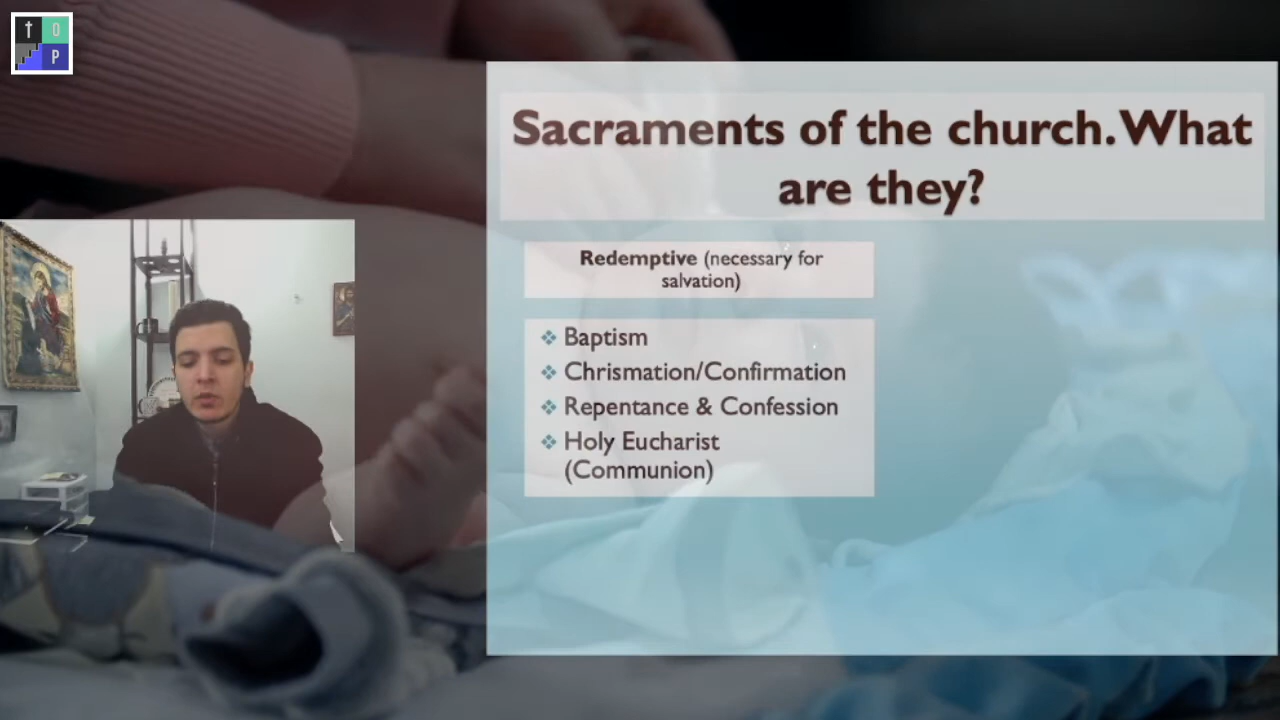 † O
P
Sacraments of the church. What
are they?
Redemptive (necessary for
salvation)
❖ Baptism
❖ Chrismation/Confirmation
❖ Repentance & Confession
❖ Holy Eucharist
(Communion)